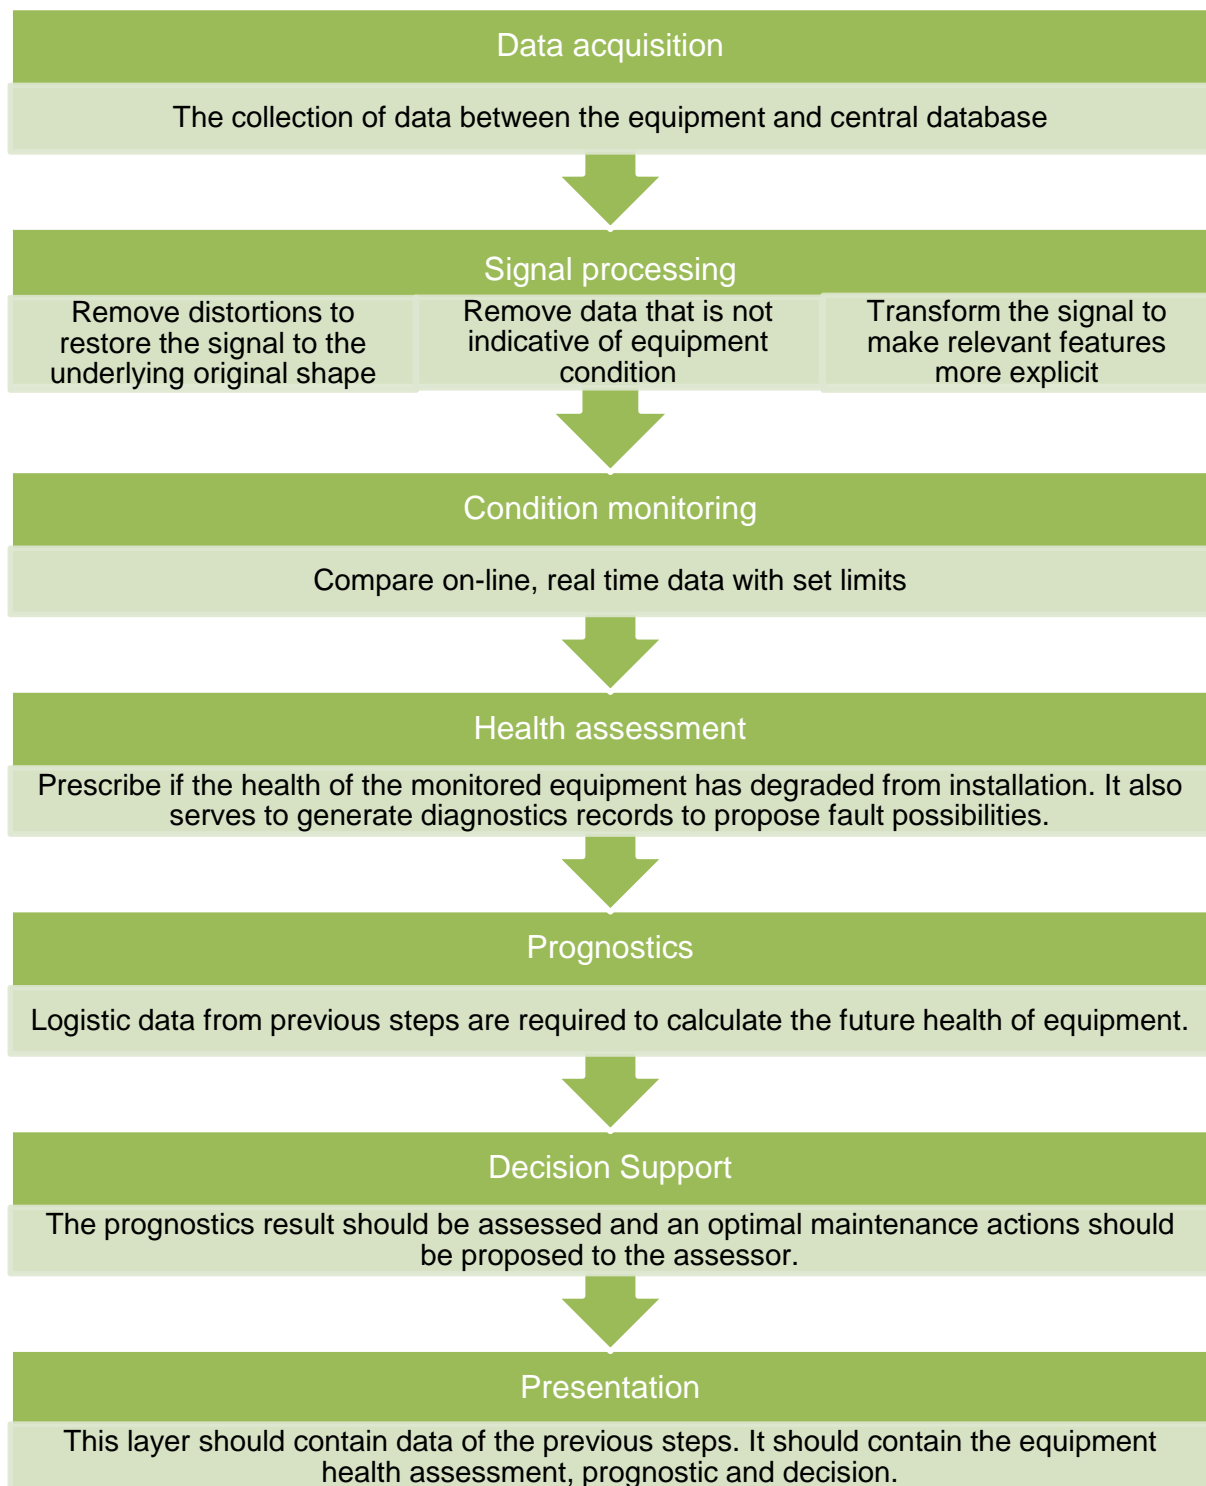 Data acquisition
The collection of data between the equipment and central database
Signal processing
Remove distortions to
restore the signal to the
underlying original shape
Remove data that is not
indicative of equipment
condition
Transform the signal to
make relevant features
more explicit
Condition monitoring
Compare on-line, real time data with set limits
Health assessment
Prescribe if the health of the monitored equipment has degraded from installation. It also
serves to generate diagnostics records to propose fault possibilities.
Prognostics
Logistic data from previous steps are required to calculate the future health of equipment.
Decision Support
The prognostics result should be assessed and an optimal maintenance actions should
be proposed to the assessor.
Presentation
This layer should contain data of the previous steps. It should contain the equipment
health assessment, prognostic and decision.